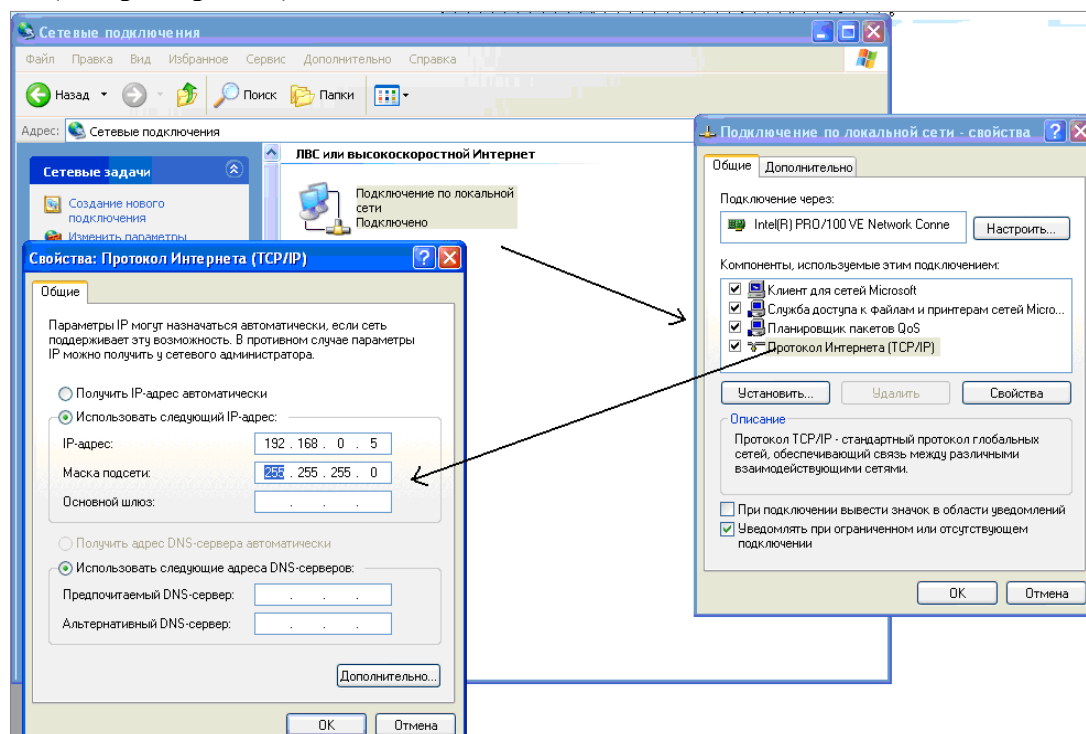 Сетевые подключения
Файл Правка Вид Избранное Сервис Дополнительно Справка
Назад Поиск Папки
Адрес: Сетевые подключения
Сетевые задачи
Создание нового
подключения
Изменить параметры
ЛВС или высокоскоростной Интернет
Подключение по локальной
сети
Подключено
Подключение по локальной сети - свойства
Общие Дополнительно
Подключение через:
Intel(R) PRO/100 VE Network Conne Настроить...
Компоненты, используемые этим подключением:
Клиент для сетей Microsoft
Служба доступа к файлам и принтерам сетей Micro...
Планировщик пакетов QoS
Протокол Интернета (TCP/IP)
Установить... Удалить Свойства
Описание
Протокол TCP/IP - стандартный протокол глобальных
сетей, обеспечивающий связь между различными
взаимодействующими сетями.
При подключении вывести значок в области уведомлений
Уведомлять при ограниченном или отсутствующем
подключении
OK Отмена
Свойства: Протокол Интернета (TCP/IP)
Общие
Параметры IP могут назначаться автоматически, если сеть
поддерживает эту возможность. В противном случае параметры
IP можно получить у сетевого администратора.
Получить IP-адрес автоматически
Использовать следующий IP-адрес:
IP-адрес: 192 . 168 . 0 . 5
Маска подсети: 255 . 255 . 255 . 0
Основной шлюз: . . .
Получить адрес DNS-сервера автоматически
Использовать следующие адреса DNS-серверов:
Предпочитаемый DNS-сервер: . . .
Альтернативный DNS-сервер: . . .
Дополнительно...
OK Отмена